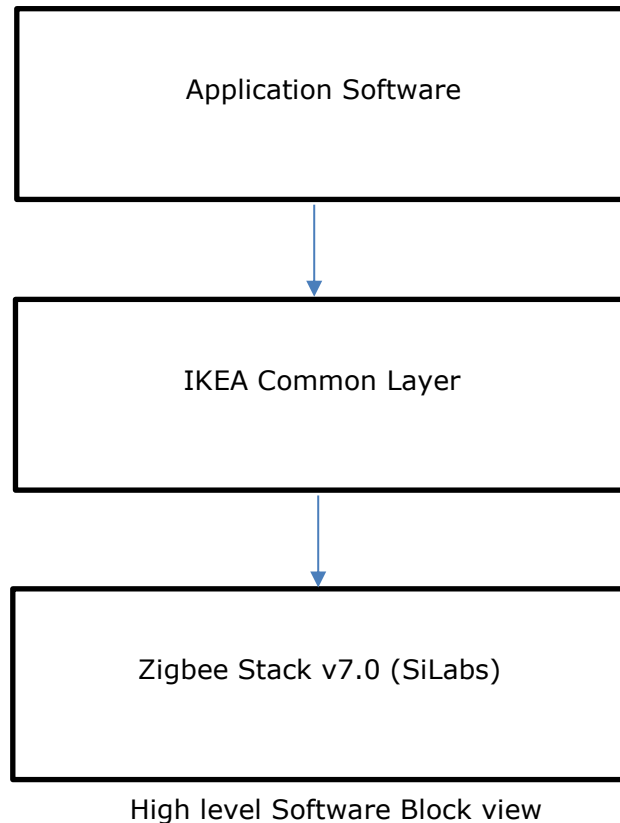 Application Software
IKEA Common Layer
Zigbee Stack v7.0 (SiLabs)
High level Software Block view